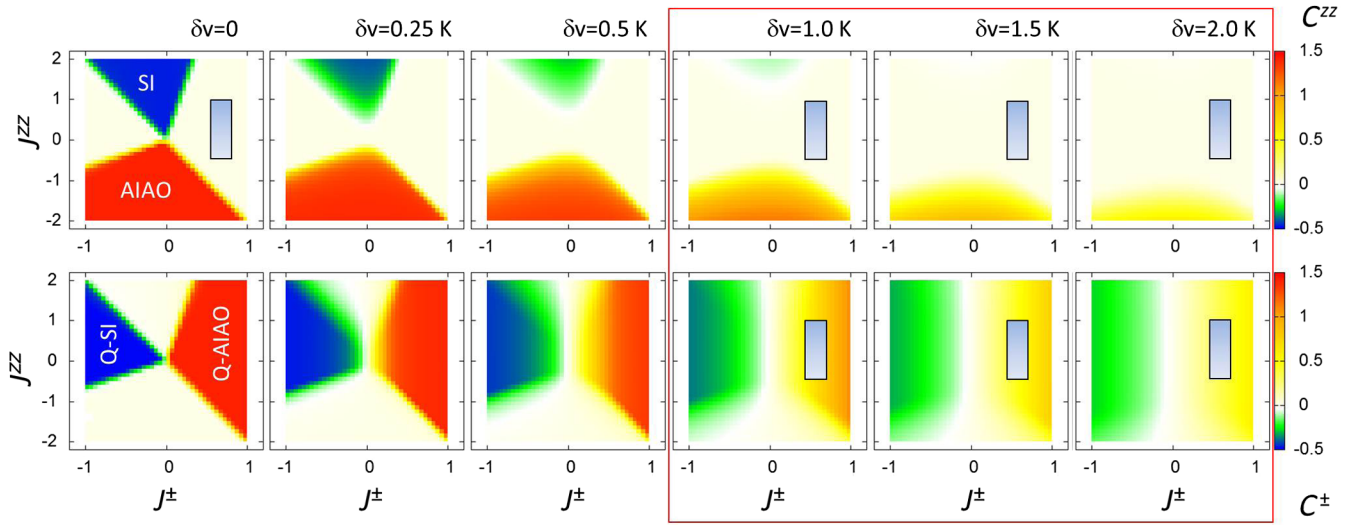 δv=0 δv=0.25 K δv=0.5 K δv=1.0 K δv=1.5 K δv=2.0 K C^zz
2 1 0 -1 -2
J^zz
SI
AIAO
1.5 1 0.5 0 -0.5
-1 0 1 -1 0 1 -1 0 1 -1 0 1 -1 0 1 -1 0 1
2 1 0 -1 -2
J^zz
Q-SI
Q-AIAO
1.5 1 0.5 0 -0.5
-1 0 1 -1 0 1 -1 0 1 -1 0 1 -1 0 1 -1 0 1
J^± J^± J^± J^± J^± J^± C^±